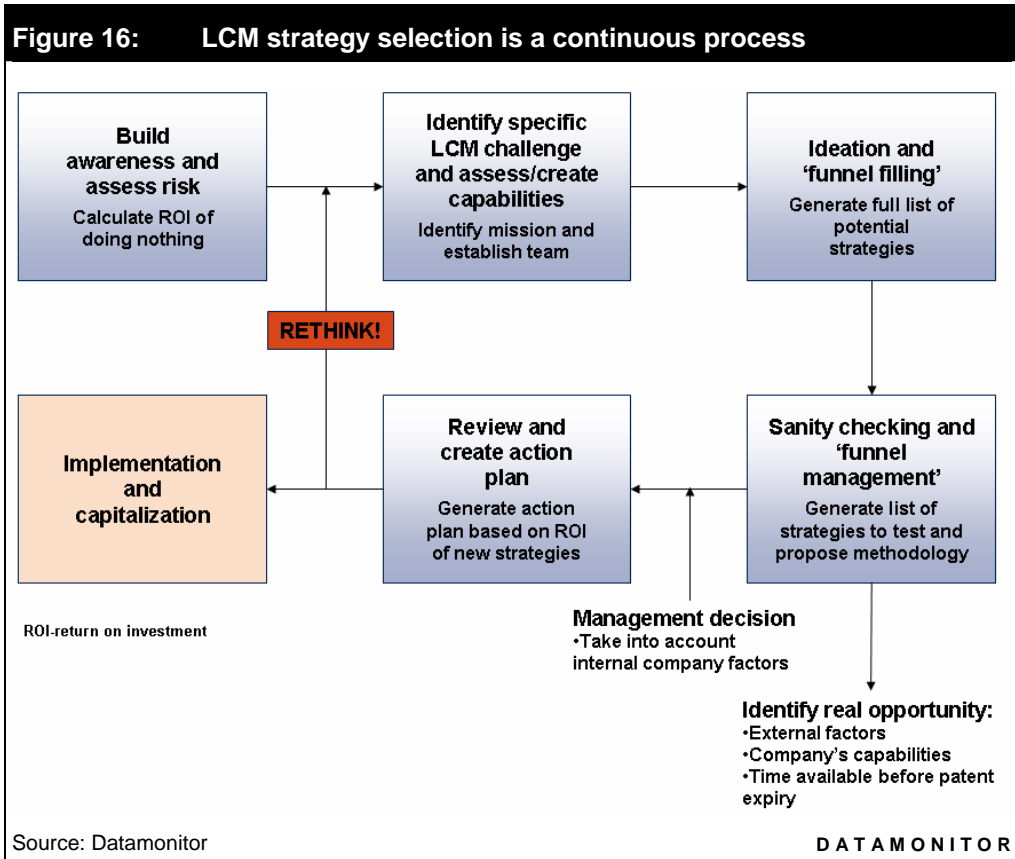 Figure 16: LCM strategy selection is a continuous process
Build
awareness and
assess risk
Calculate ROI of
doing nothing
Identify specific
LCM challenge
and assess/create
capabilities
Identify mission and
establish team
Ideation and
‘funnel filling’
Generate full list of
potential
strategies
RETHINK!
Implementation
and
capitalization
Review and
create action
plan
Generate action
plan based on ROI
of new strategies
Sanity checking and
‘funnel
management’
Generate list of
strategies to test and
propose methodology
ROI-return on investment
Management decision
•Take into account
internal company factors
Identify real opportunity:
•External factors
•Company’s capabilities
•Time available before patent
expiry
Source: Datamonitor
DATAMONITOR